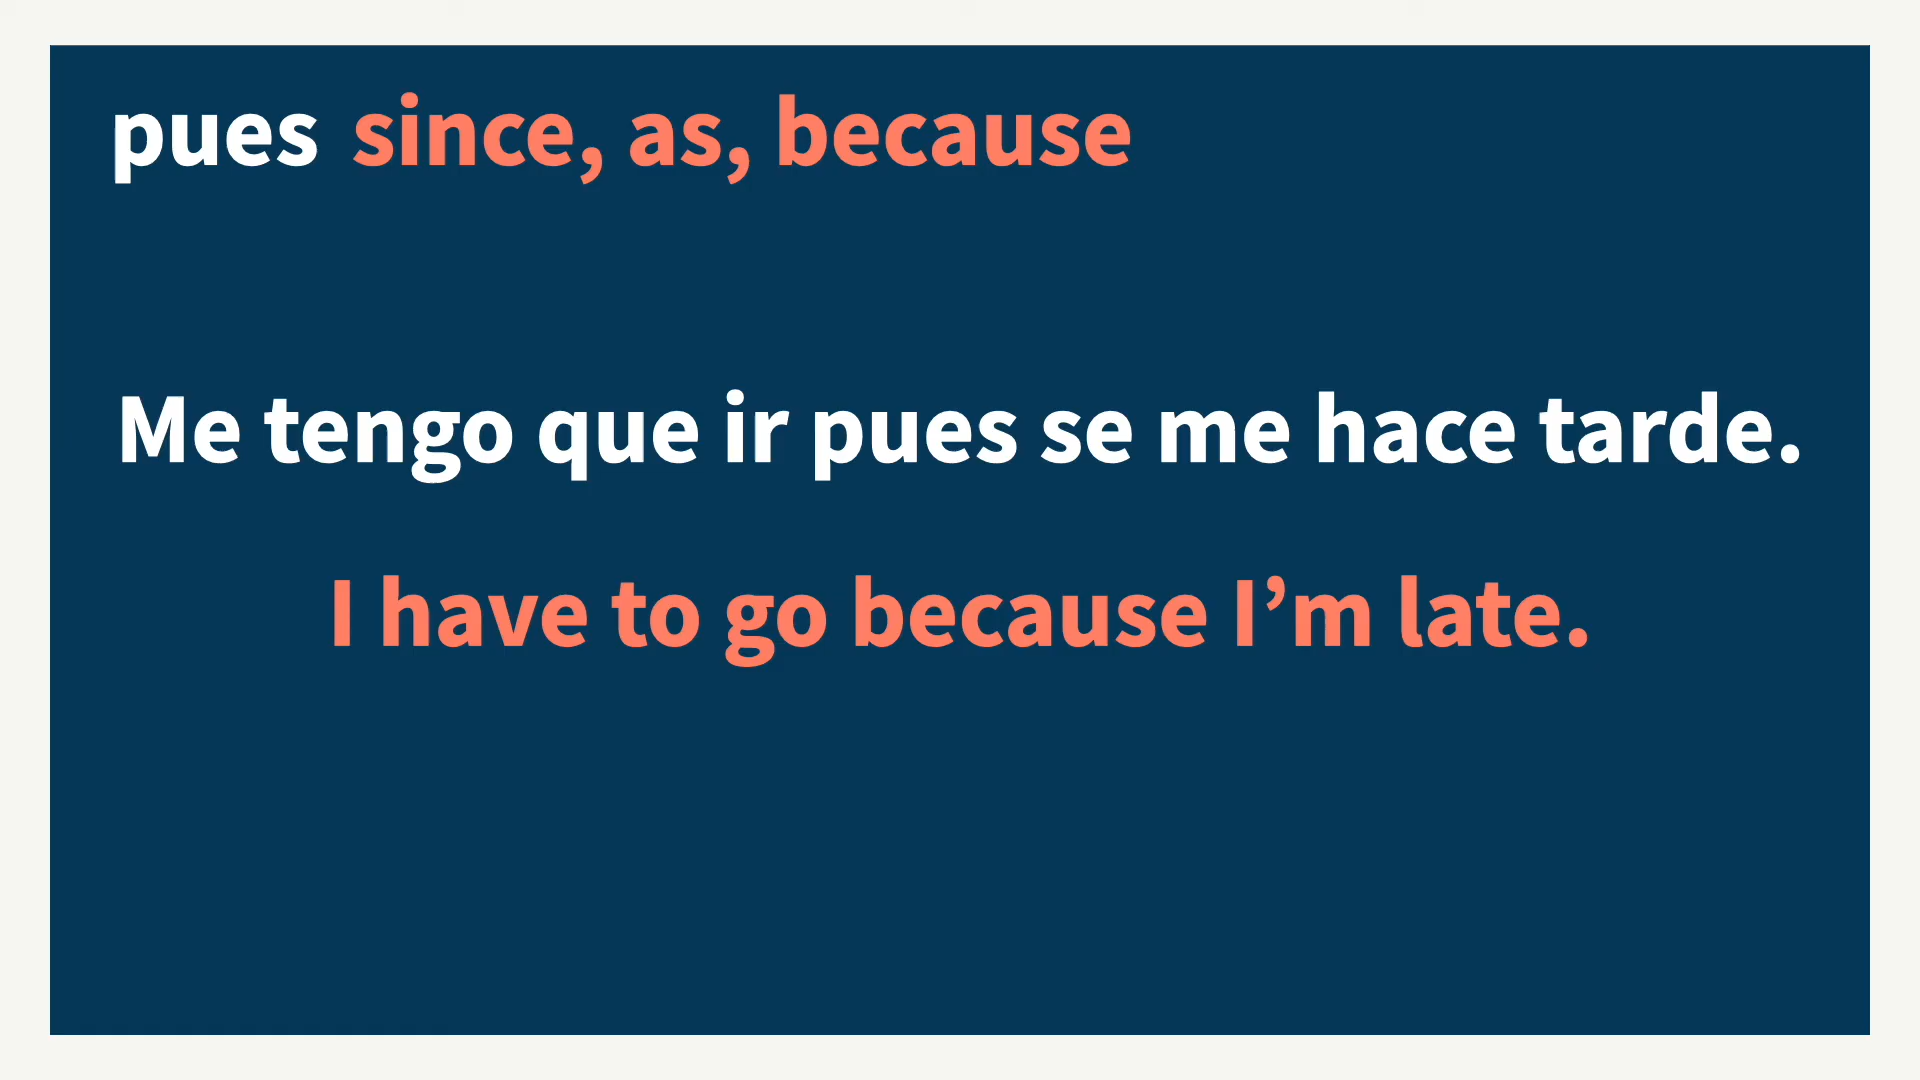 pues since, as, because
Me tengo que ir pues se me hace tarde.
I have to go because I’m late.